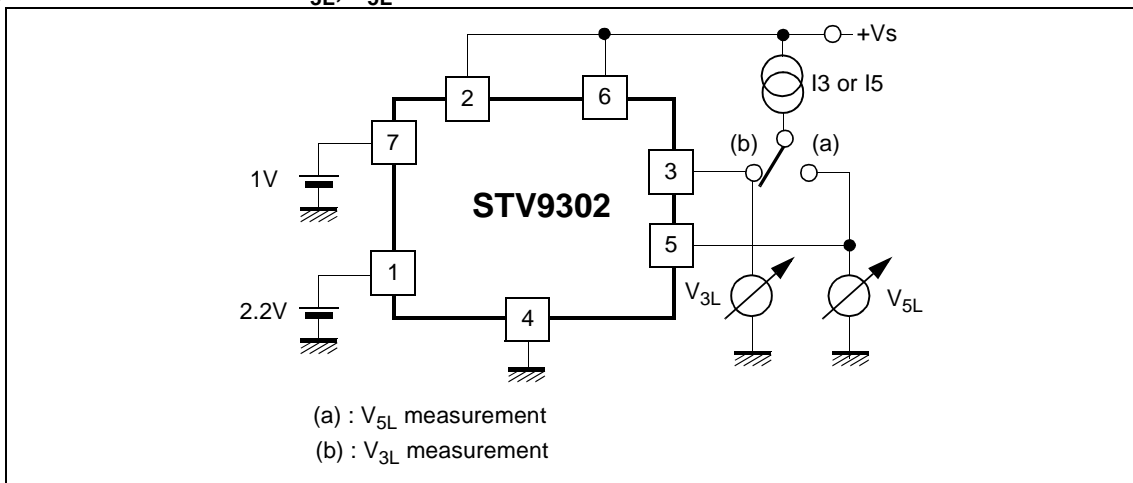 +Vs
2
6
I3 or I5
7
(b)
(a)
3
1V
STV9302
5
1
V3L
V5L
2.2V
4
(a) : V5L measurement
(b) : V3L measurement